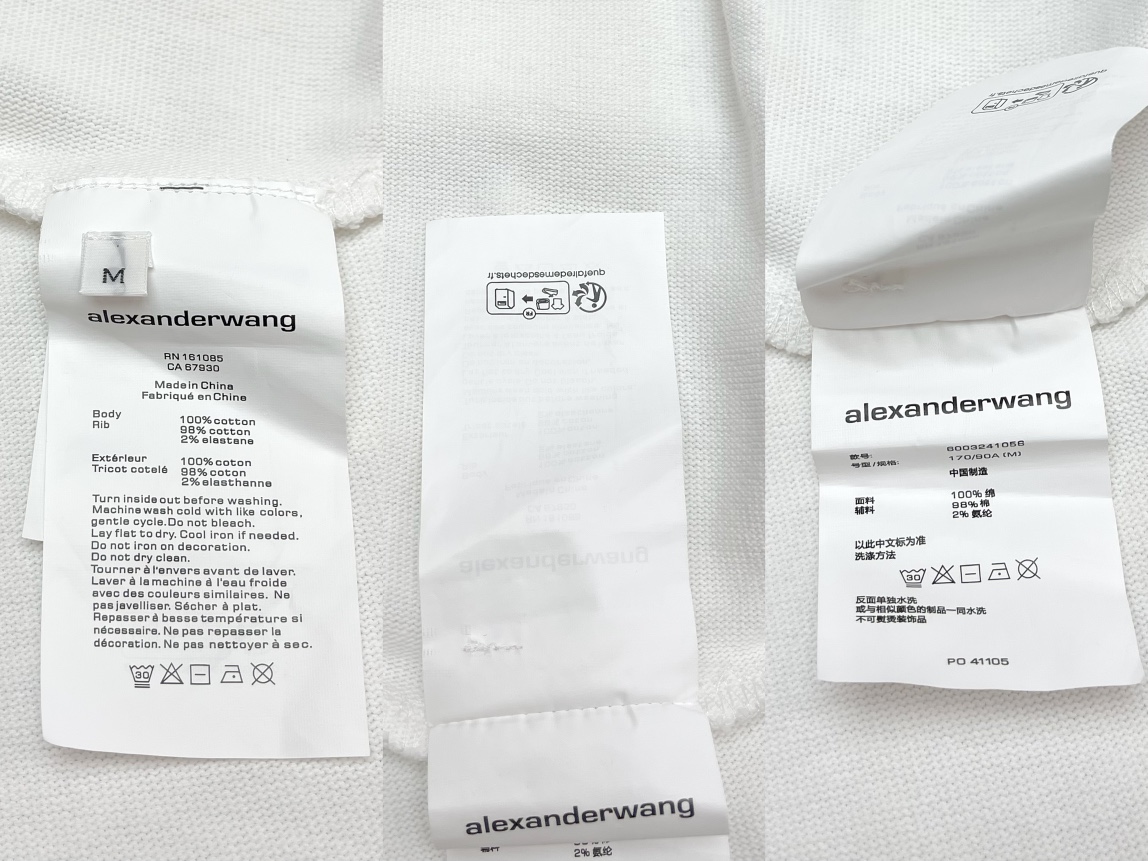 M
alexanderwang
RN 161085
CA 67930
Made in China
Fabriqué en Chine
Body 100% cotton
Rib 98% cotton
2% elastane
Extérieur 100% coton
Tricot cotelé 98% coton
2% elasthanne
Turn inside out before washing.
Machine wash cold with like colors,
gentle cycle. Do not bleach.
Lay flat to dry. Cool iron if needed.
Do not iron on decoration.
Do not dry clean.
Tourner à l'envers avant de laver.
Laver à la machine à l'eau froide
avec des couleurs similaires. Ne
pas javelliser. Sécher à plat.
Repasser à basse température si
nécessaire. Ne pas repasser la
décoration. Ne pas nettoyer à sec.
30
quefairedemesdechets.fr
FR
alexanderwang
alexanderwang
2% 氨纶
quefairedemesdechets.fr
alexanderwang
款号: 6003241056
号型/规格: 170/90A (M)
中国制造
面料 100% 绵
辅料 98% 棉
2% 氨纶
以此中文标为准
洗涤方法
30
反面单独水洗
或与相似颜色的制品一同水洗
不可熨烫装饰品
PO 41105